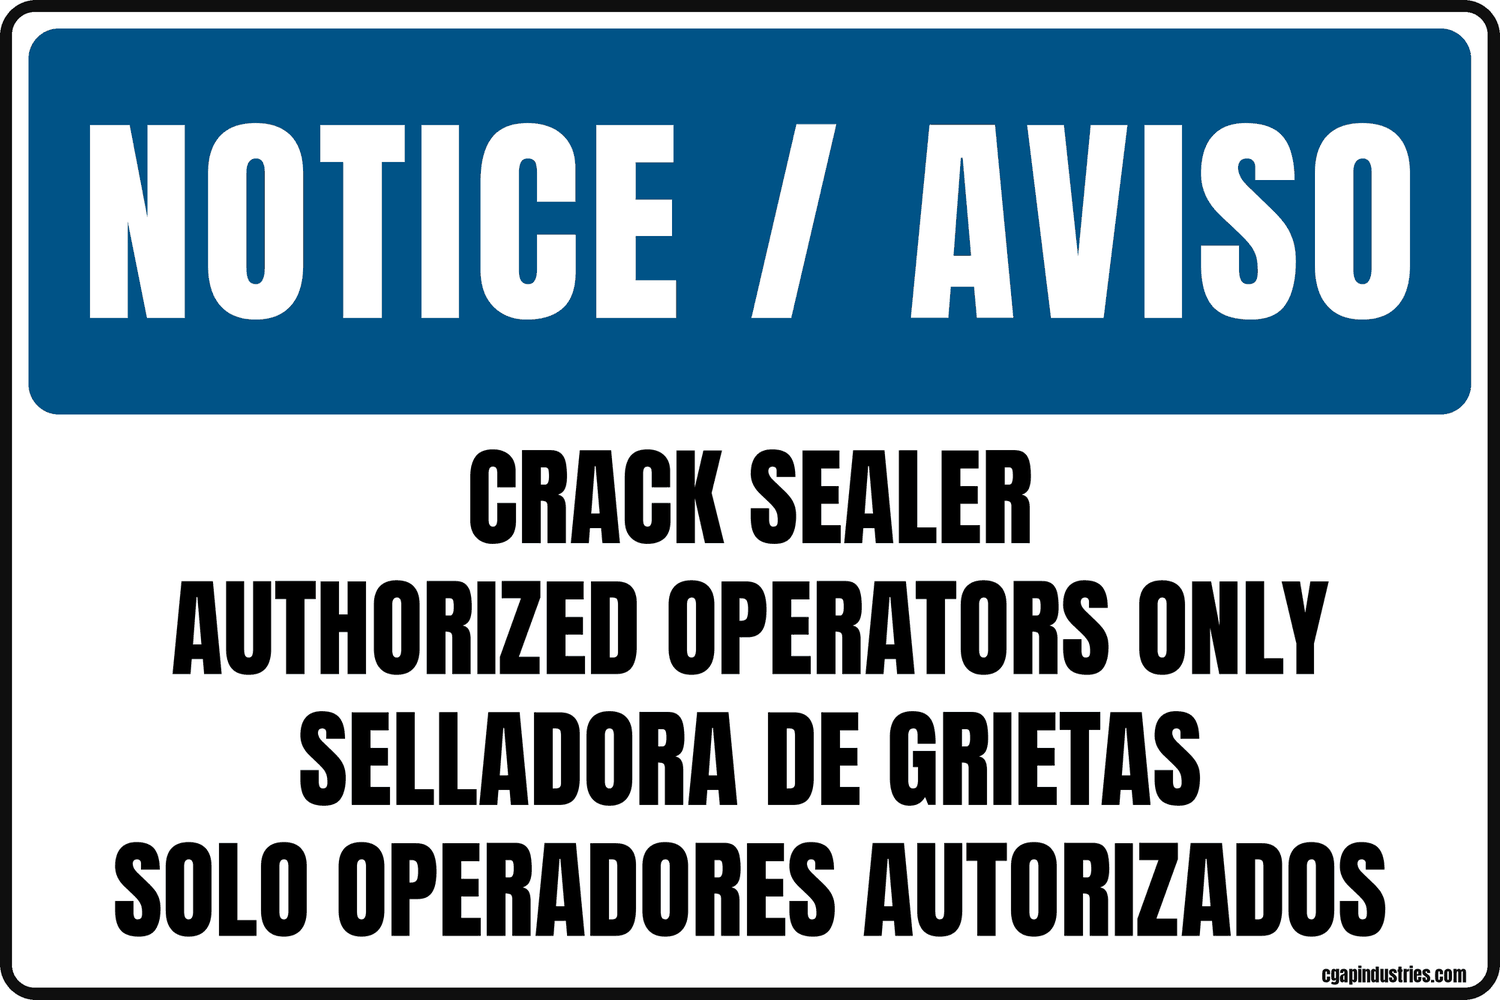 NOTICE / AVISO
CRACK SEALER
AUTHORIZED OPERATORS ONLY
SELLADORA DE GRIETAS
SOLO OPERADORES AUTORIZADOS
cgapindustries.com